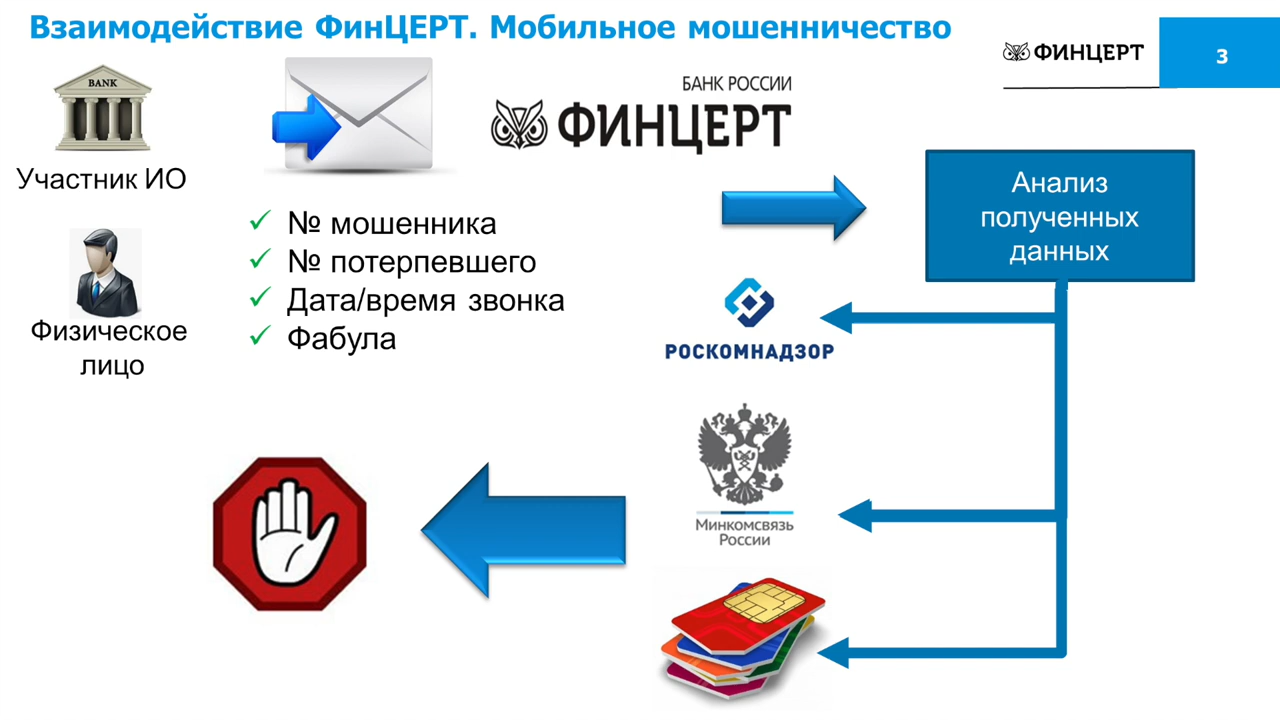 Взаимодействие ФинЦЕРТ. Мобильное мошенничество
ФИНЦЕРТ
3
BANK
Участник ИО
Физическое
лицо
№ мошенника
№ потерпевшего
Дата/время звонка
Фабула
БАНК РОССИИ
ФИНЦЕРТ
Анализ
полученных
данных
РОСКОМНАДЗОР
Минкомсвязь
России